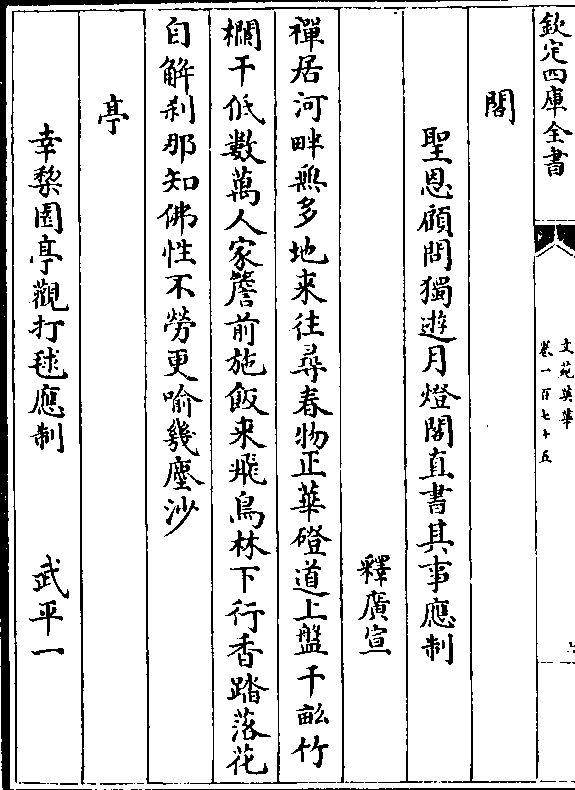 欽定四庫全書
文苑英華
卷一百七十五
閣
聖恩顧問獨遊月燈閣直書其事應制
釋廣宣
禪居河畔無多地來往尋春物正華磴道上盤千畝竹
欄干低數萬人家簷前施飯来飛鳥林下行香踏落花
自解刹那知佛性不勞更喻幾塵沙
亭
幸棃園亭觀打毬應制
武平一